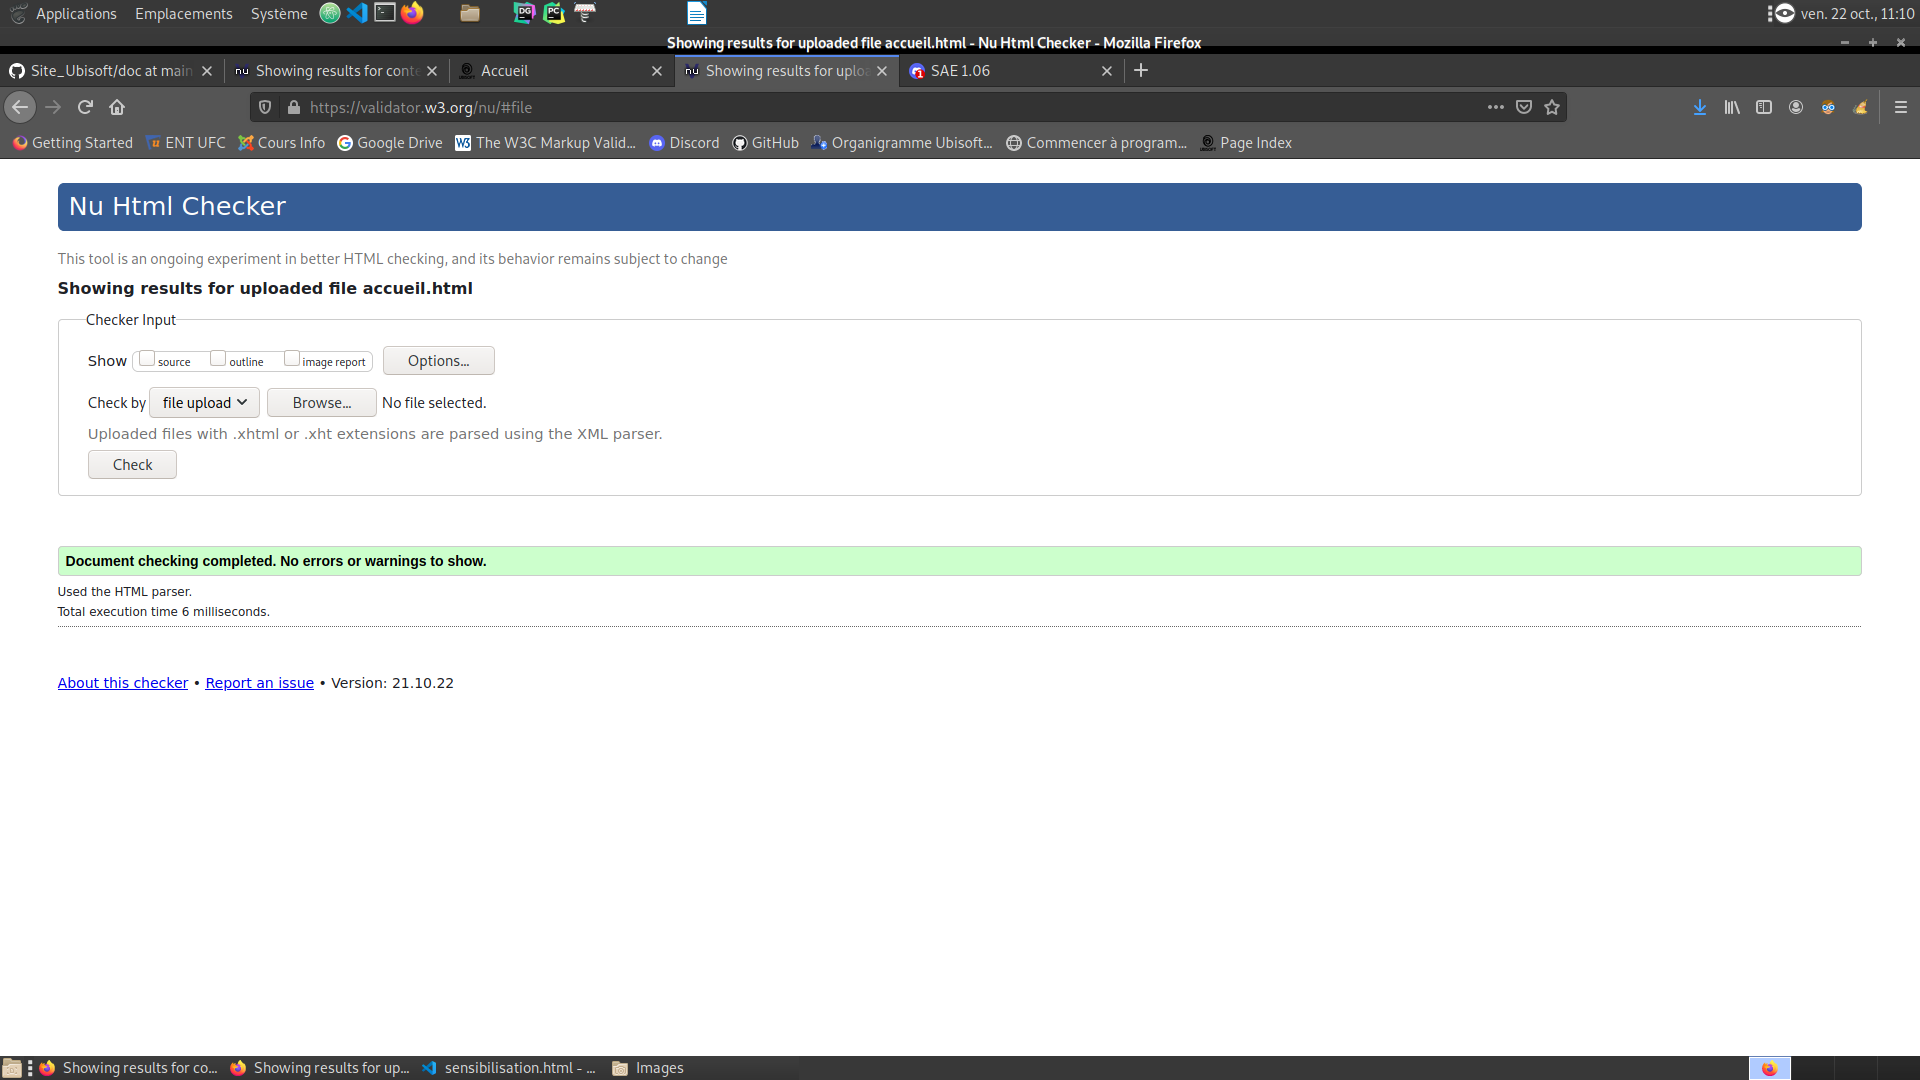 Applications Emplacements Système DG PC ven. 22 oct., 11:10
Showing results for uploaded file accueil.html - Nu Html Checker - Mozilla Firefox
Site_Ubisoft/doc at main nu Showing results for conte Accueil nu Showing results for uploa 1 SAE 1.06
https://validator.w3.org/nu/#file
Getting Started u ENT UFC Cours Info Google Drive W3 The W3C Markup Valid... Discord GitHub Organigramme Ubisoft... Commencer à program... Page Index
Nu Html Checker
This tool is an ongoing experiment in better HTML checking, and its behavior remains subject to change
Showing results for uploaded file accueil.html
Checker Input
Show source outline image report Options...
Check by file upload Browse... No file selected.
Uploaded files with .xhtml or .xht extensions are parsed using the XML parser.
Check
Document checking completed. No errors or warnings to show.
Used the HTML parser.
Total execution time 6 milliseconds.
About this checker • Report an issue • Version: 21.10.22
Showing results for co... Showing results for up... sensibilisation.html - ... Images